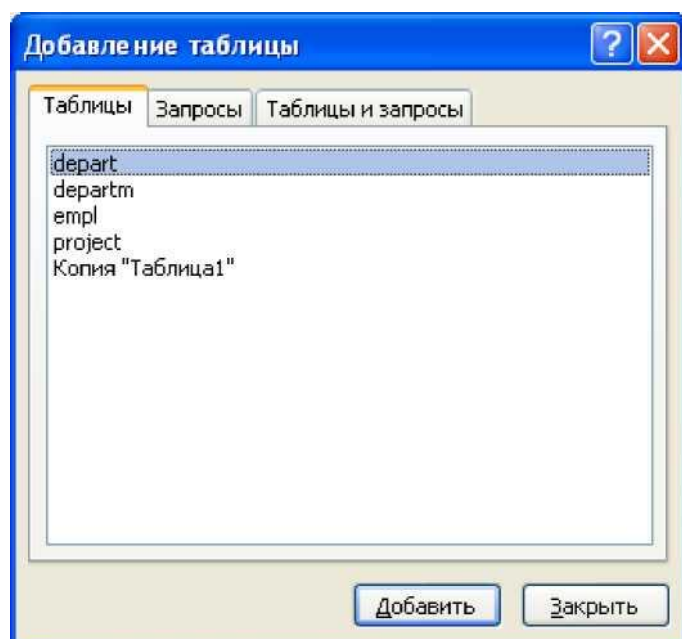 Добавление таблицы
Таблицы Запросы Таблицы и запросы
depart
departm
empl
project
Копия "Таблица1"
Добавить Закрыть